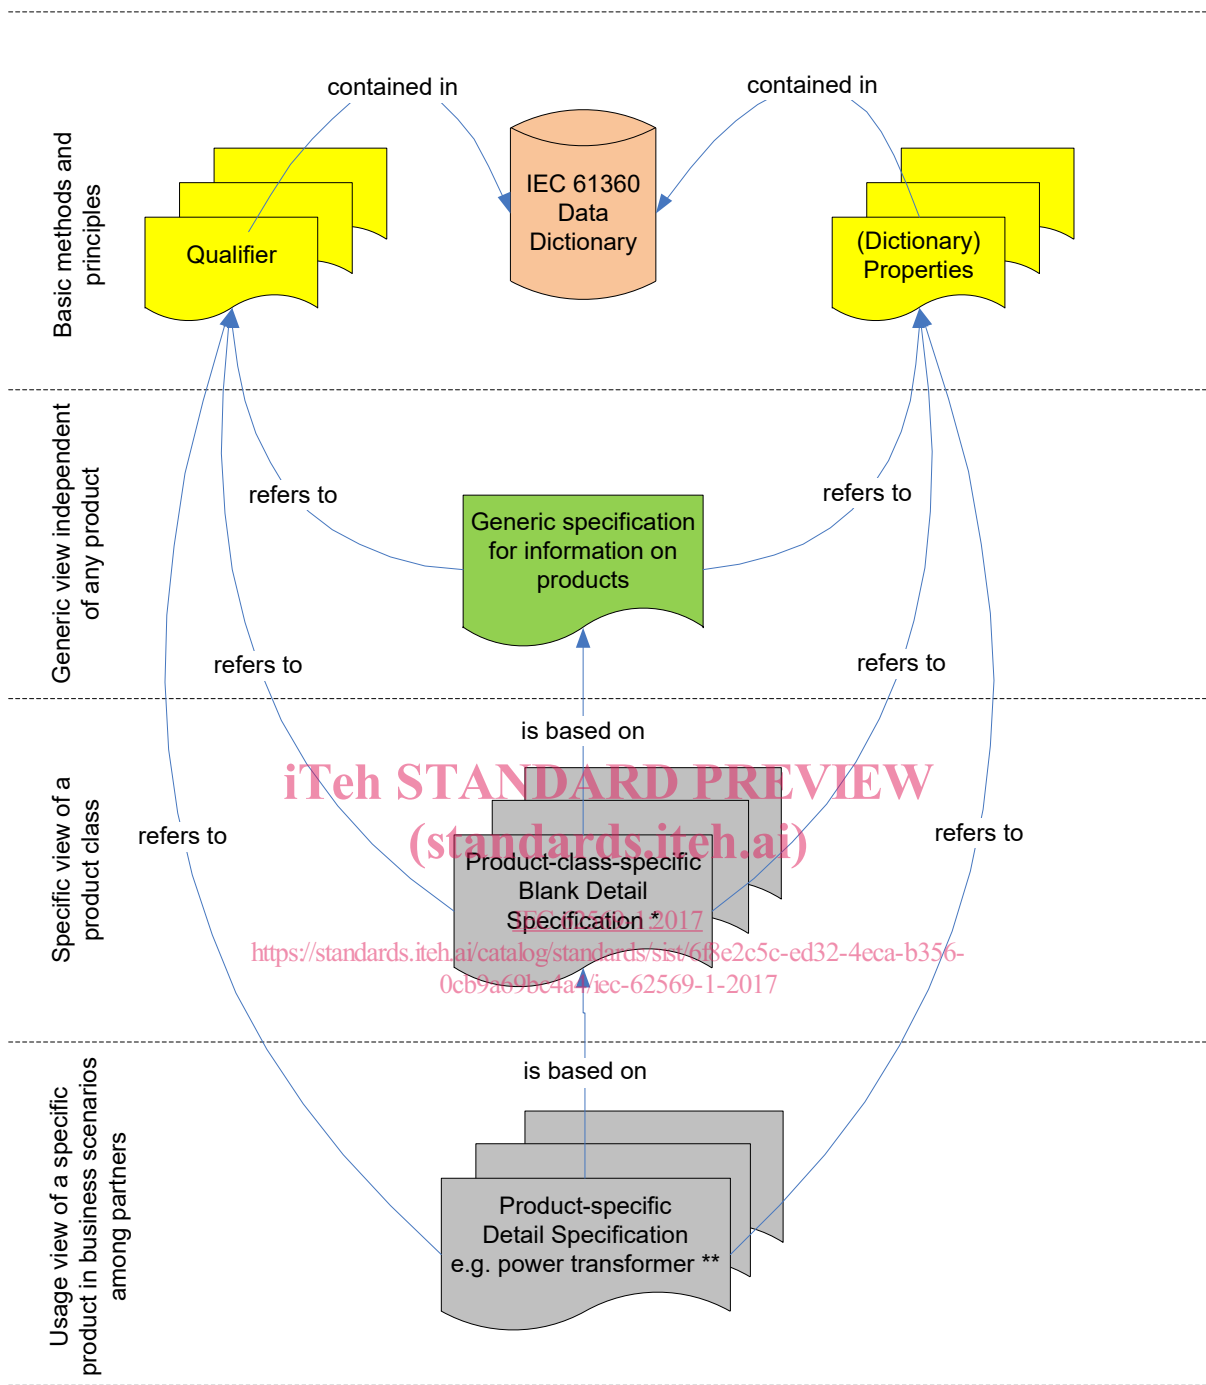 contained in
contained in
Basic methods and
principles
IEC 61360
Data
Dictionary
Qualifier
(Dictionary)
Properties
Generic view independent
of any product
refers to
refers to
Generic specification
for information on
products
refers to
refers to
is based on
Specific view of a
product class
iTeh STANDARD PREVIEW
(standards.iteh.ai)
refers to
refers to
Product-class-specific
Blank Detail
Specification *
IEC 62569-1:2017
https://standards.iteh.ai/catalog/standards/sist/6f8e2c5c-ed32-4eca-b356-
0cb9a69bc4a4/iec-62569-1-2017
is based on
Usage view of a specific
product in business scenarios
among partners
Product-specific
Detail Specification
e.g. power transformer **